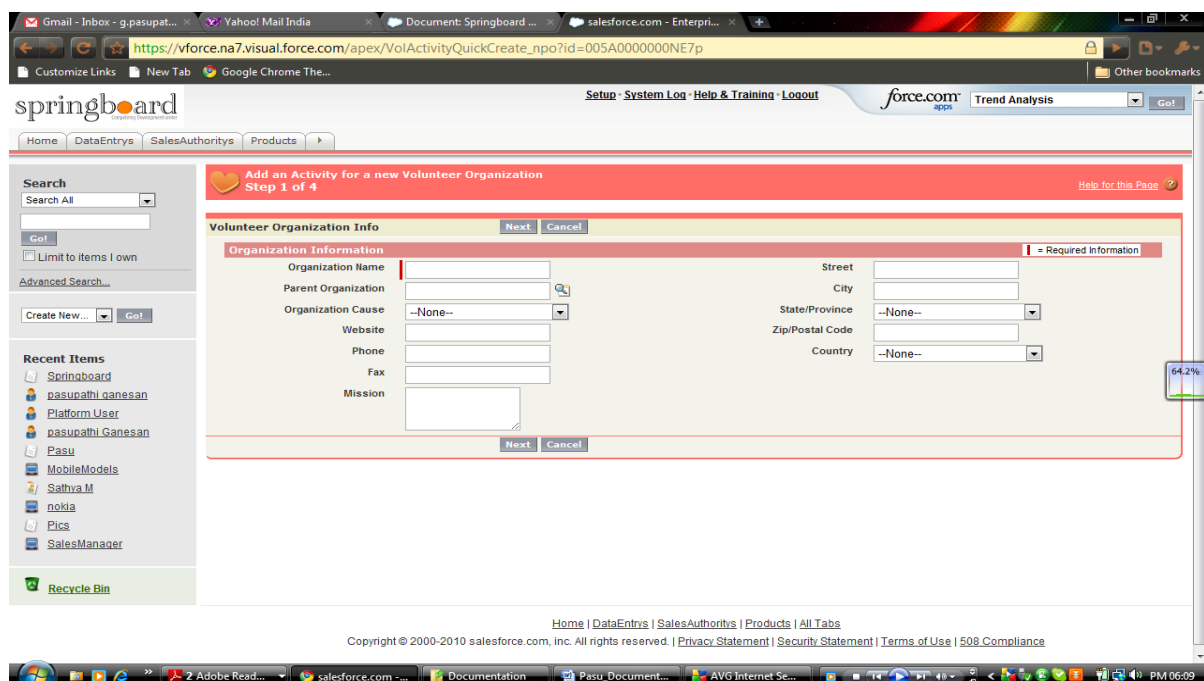 Gmail - Inbox - g.pasupat...
Yahoo! Mail India
Document: Springboard ...
salesforce.com - Enterpri...
https://vforce.na7.visual.force.com/apex/VolActivityQuickCreate_npo?id=005A0000000NE7p
Customize Links New Tab Google Chrome The... Other bookmarks
springboard
Setup · System Log · Help & Training · Logout
force.com apps
Trend Analysis Go!
Home DataEntrys SalesAuthoritys Products
Search
Search All
Go!
Limit to items I own
Advanced Search...
Create New... Go!
Recent Items
Springboard
pasupathi ganesan
Platform User
pasupathi Ganesan
Pasu
MobileModels
Sathya M
nokia
Pics
SalesManager
Recycle Bin
Add an Activity for a new Volunteer Organization
Step 1 of 4
Help for this Page
Volunteer Organization Info Next Cancel
Organization Information = Required Information
Organization Name Street
Parent Organization City
Organization Cause --None-- State/Province --None--
Website Zip/Postal Code
Phone Country --None--
Fax
Mission
Next Cancel
64.2%
Home | DataEntrys | SalesAuthoritys | Products | All Tabs
Copyright © 2000-2010 salesforce.com, inc. All rights reserved. | Privacy Statement | Security Statement | Terms of Use | 508 Compliance
2 Adobe Read... salesforce.com -... Documentation Pasu_Document... AVG Internet Se... PM 06:09